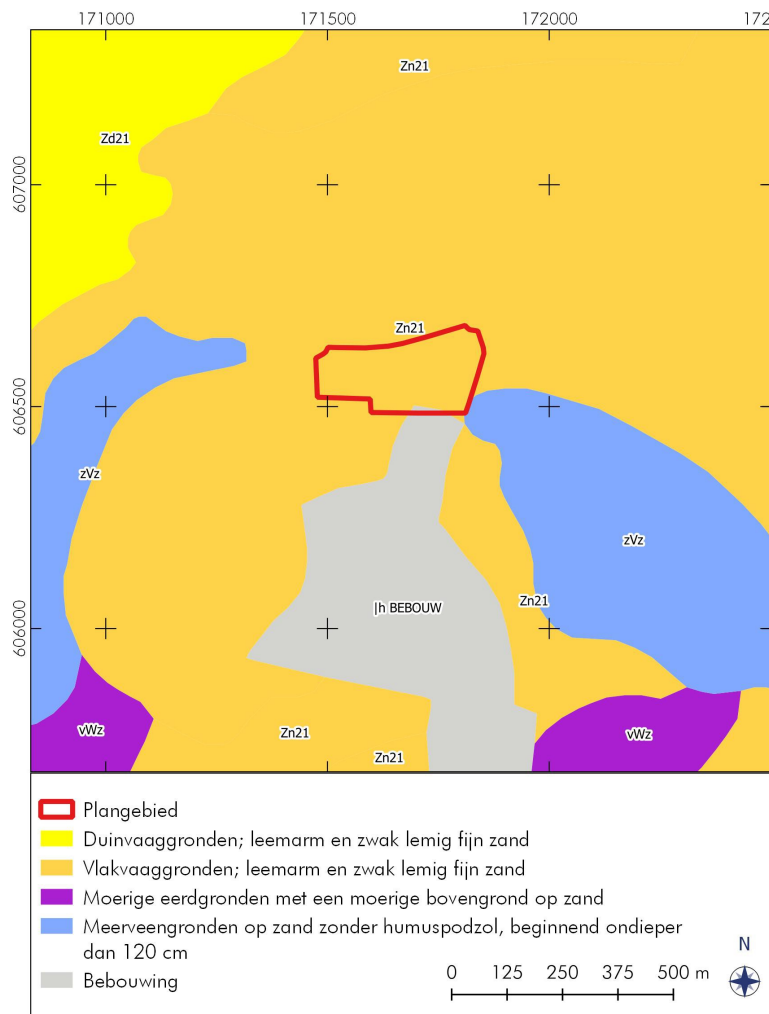 171000 171500 172000 172
Zn21
Zd21
607000
Zn21
606500
zVz
zVz
Zn21
|h BEBOUW
606000
vWz
Zn21
vWz
Zn21
Plangebied
Duinvaaggronden; leemarm en zwak lemig fijn zand
Vlakvaaggronden; leemarm en zwak lemig fijn zand
Moerige eerdgronden met een moerige bovengrond op zand
Meerveengronden op zand zonder humuspodzol, beginnend ondieper
dan 120 cm
Bebouwing
N
0 125 250 375 500 m